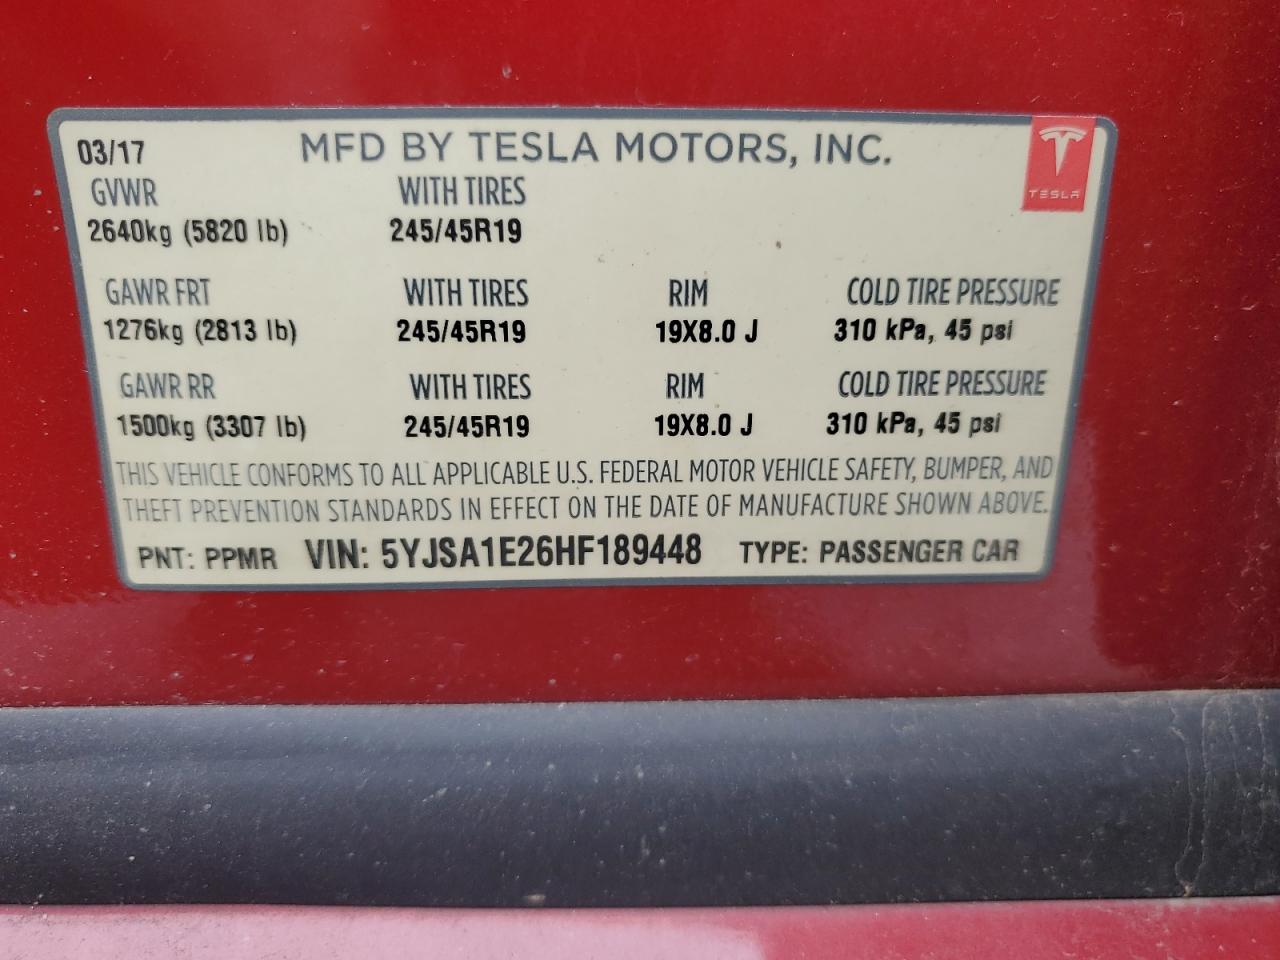 03/17 MFD BY TESLA MOTORS, INC.
TESLA
GVWR WITH TIRES
2640kg (5820 lb) 245/45R19
GAWR FRT WITH TIRES RIM COLD TIRE PRESSURE
1276kg (2813 lb) 245/45R19 19X8.0 J 310 kPa, 45 psi
GAWR RR WITH TIRES RIM COLD TIRE PRESSURE
1500kg (3307 lb) 245/45R19 19X8.0 J 310 kPa, 45 psi
THIS VEHICLE CONFORMS TO ALL APPLICABLE U.S. FEDERAL MOTOR VEHICLE SAFETY, BUMPER, AND
THEFT PREVENTION STANDARDS IN EFFECT ON THE DATE OF MANUFACTURE SHOWN ABOVE.
PNT: PPMR VIN: 5YJSA1E26HF189448 TYPE: PASSENGER CAR